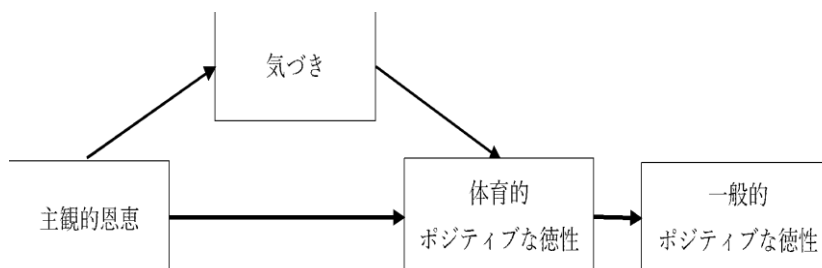 気づき
主観的恩恵
体育的
ポジティブな徳性
一般的
ポジティブな徳性